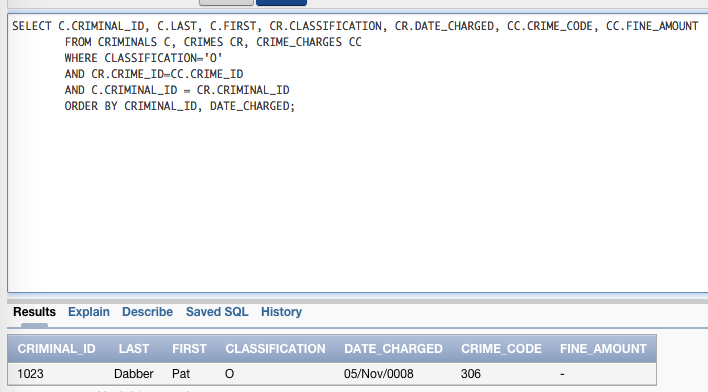 SELECT C.CRIMINAL_ID, C.LAST, C.FIRST, CR.CLASSIFICATION, CR.DATE_CHARGED, CC.CRIME_CODE, CC.FINE_AMOUNT
FROM CRIMINALS C, CRIMES CR, CRIME_CHARGES CC
WHERE CLASSIFICATION='O'
AND CR.CRIME_ID=CC.CRIME_ID
AND C.CRIMINAL_ID = CR.CRIMINAL_ID
ORDER BY CRIMINAL_ID, DATE_CHARGED;
Results Explain Describe Saved SQL History
CRIMINAL_ID LAST FIRST CLASSIFICATION DATE_CHARGED CRIME_CODE FINE_AMOUNT
1023 Dabber Pat O 05/Nov/0008 306 -